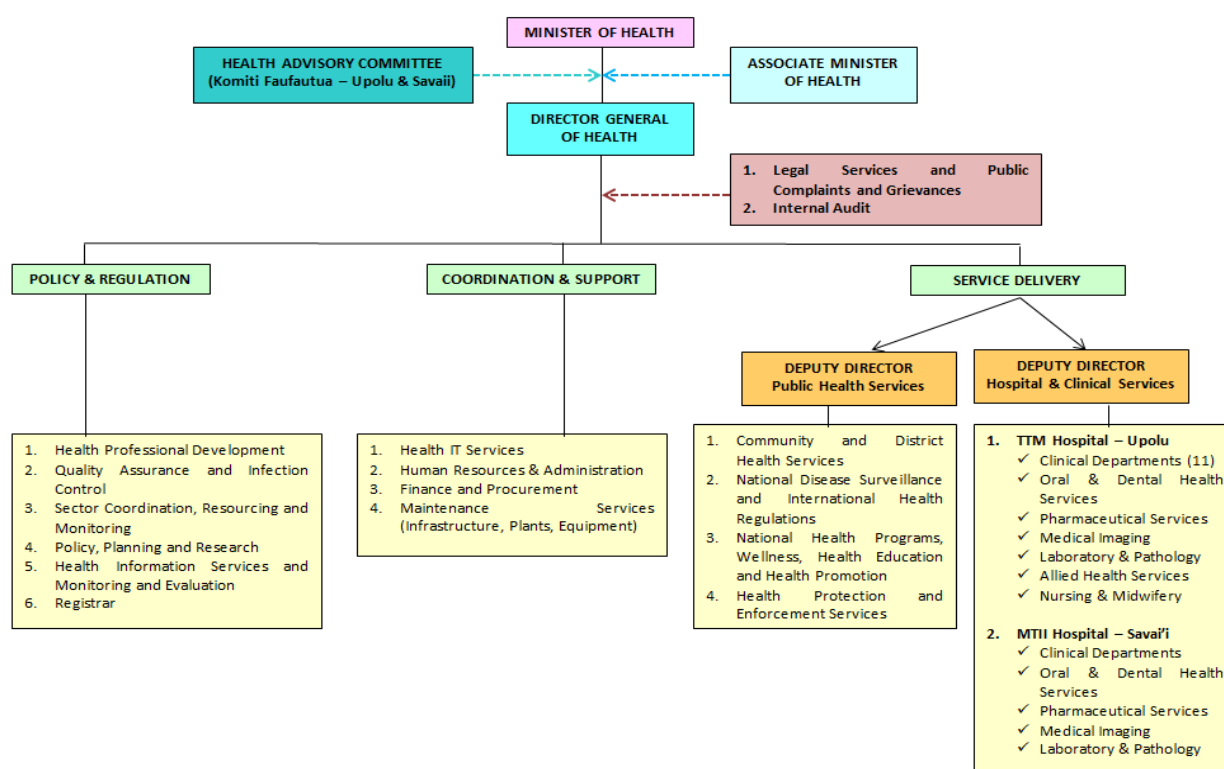 MINISTER OF HEALTH
HEALTH ADVISORY COMMITTEE
(Komiti Faufautua – Upolu & Savaii)
ASSOCIATE MINISTER
OF HEALTH
DIRECTOR GENERAL
OF HEALTH
1. Legal Services and Public
Complaints and Grievances
2. Internal Audit
POLICY & REGULATION
COORDINATION & SUPPORT
SERVICE DELIVERY
DEPUTY DIRECTOR
Public Health Services
DEPUTY DIRECTOR
Hospital & Clinical Services
1. Health Professional Development
2. Quality Assurance and Infection
Control
3. Sector Coordination, Resourcing and
Monitoring
4. Policy, Planning and Research
5. Health Information Services and
Monitoring and Evaluation
6. Registrar
1. Health IT Services
2. Human Resources & Administration
3. Finance and Procurement
4. Maintenance Services
(Infrastructure, Plants, Equipment)
1. Community and District
Health Services
2. National Disease Surveillance
and International Health
Regulations
3. National Health Programs,
Wellness, Health Education
and Health Promotion
4. Health Protection and
Enforcement Services
1. TTM Hospital – Upolu
✓ Clinical Departments (11)
✓ Oral & Dental Health
Services
✓ Pharmaceutical Services
✓ Medical Imaging
✓ Laboratory & Pathology
✓ Allied Health Services
✓ Nursing & Midwifery
2. MTII Hospital – Savai'i
✓ Clinical Departments
✓ Oral & Dental Health
Services
✓ Pharmaceutical Services
✓ Medical Imaging
✓ Laboratory & Pathology